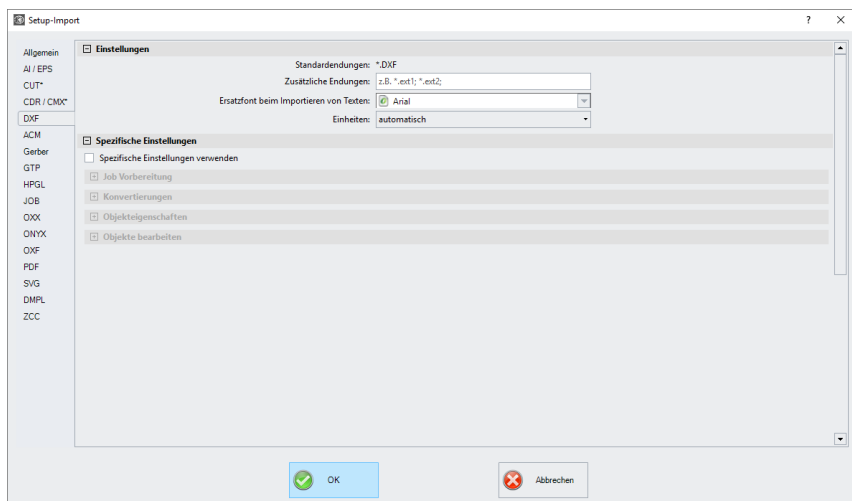 Setup-Import
?
Allgemein
AI / EPS
CUT*
CDR / CMX*
DXF
ACM
Gerber
GTP
HPGL
JOB
OXX
ONYX
OXF
PDF
SVG
DMPL
ZCC
Einstellungen
Standardendungen: *.DXF
Zusätzliche Endungen: z.B. *.ext1; *.ext2;
Ersatzfont beim Importieren von Texten: Arial
Einheiten: automatisch
Spezifische Einstellungen
Spezifische Einstellungen verwenden
Job Vorbereitung
Konvertierungen
Objekteigenschaften
Objekte bearbeiten
OK
Abbrechen